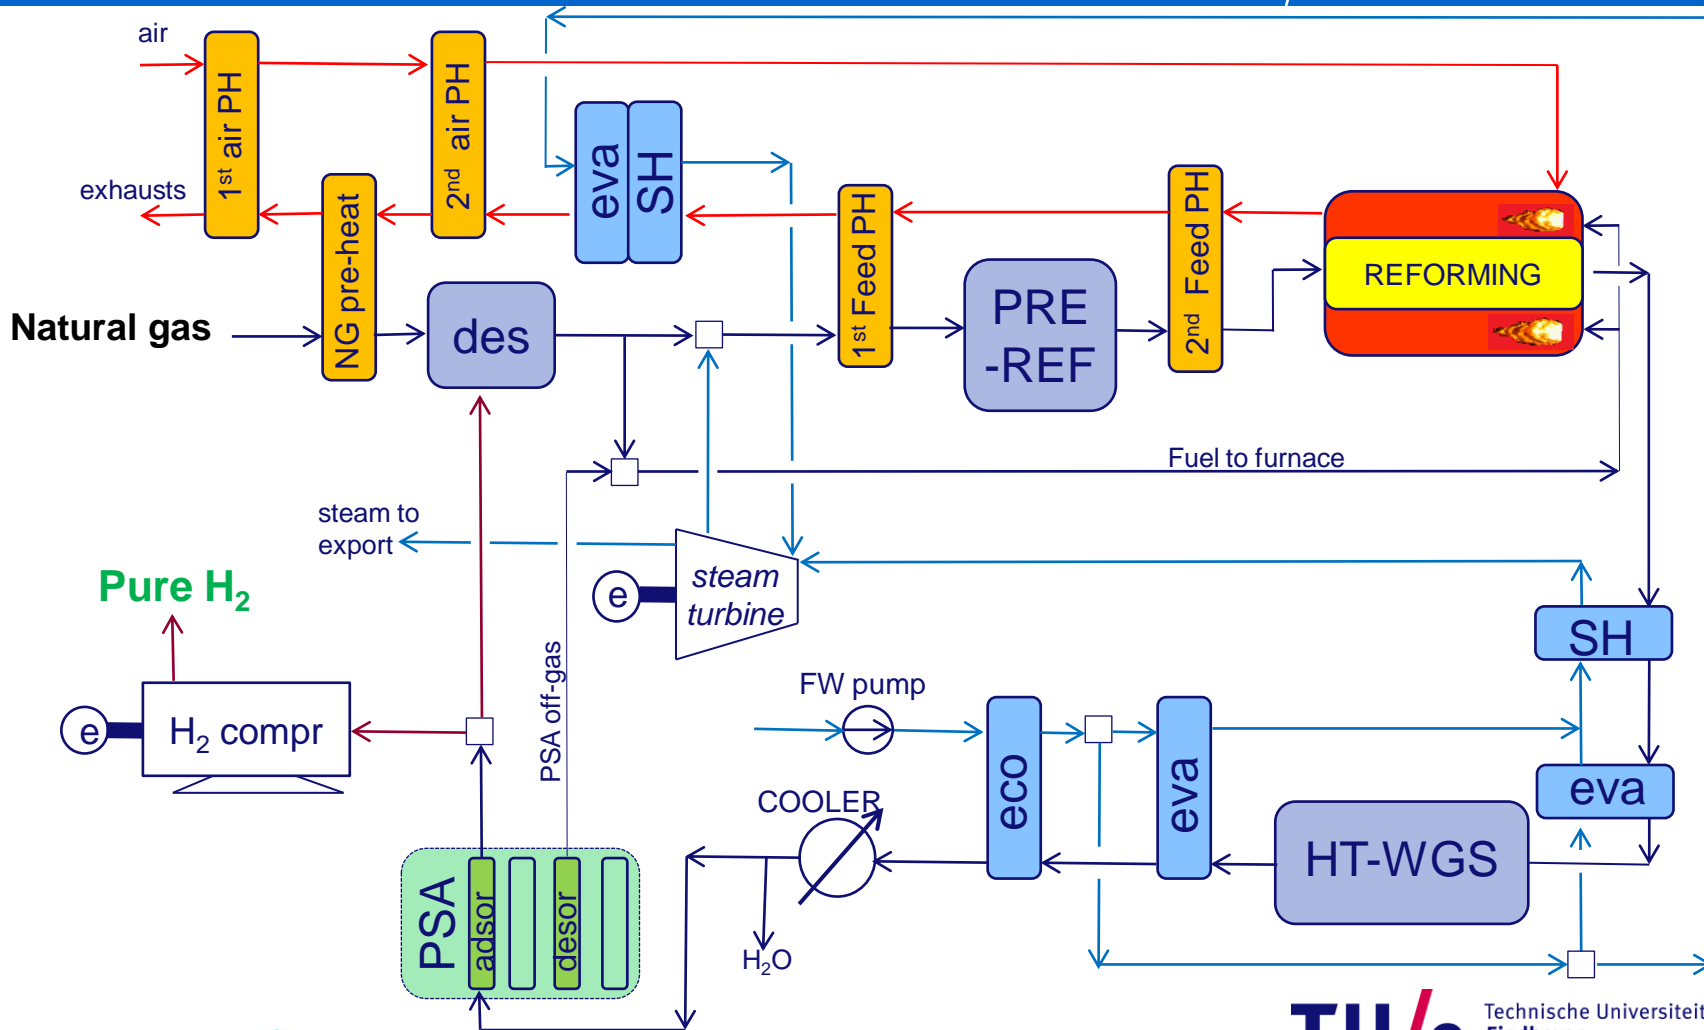 air
1st air PH
2nd air PH
exhausts
NG pre-heat
eva
SH
1st Feed PH
2nd Feed PH
REFORMING
Natural gas
des
PRE
-REF
Fuel to furnace
steam to
export
steam
turbine
e
Pure H2
PSA off-gas
SH
FW pump
e
H2 compr
eco
eva
eva
COOLER
HT-WGS
PSA
adsor
desor
H2O
Technische Universiteit